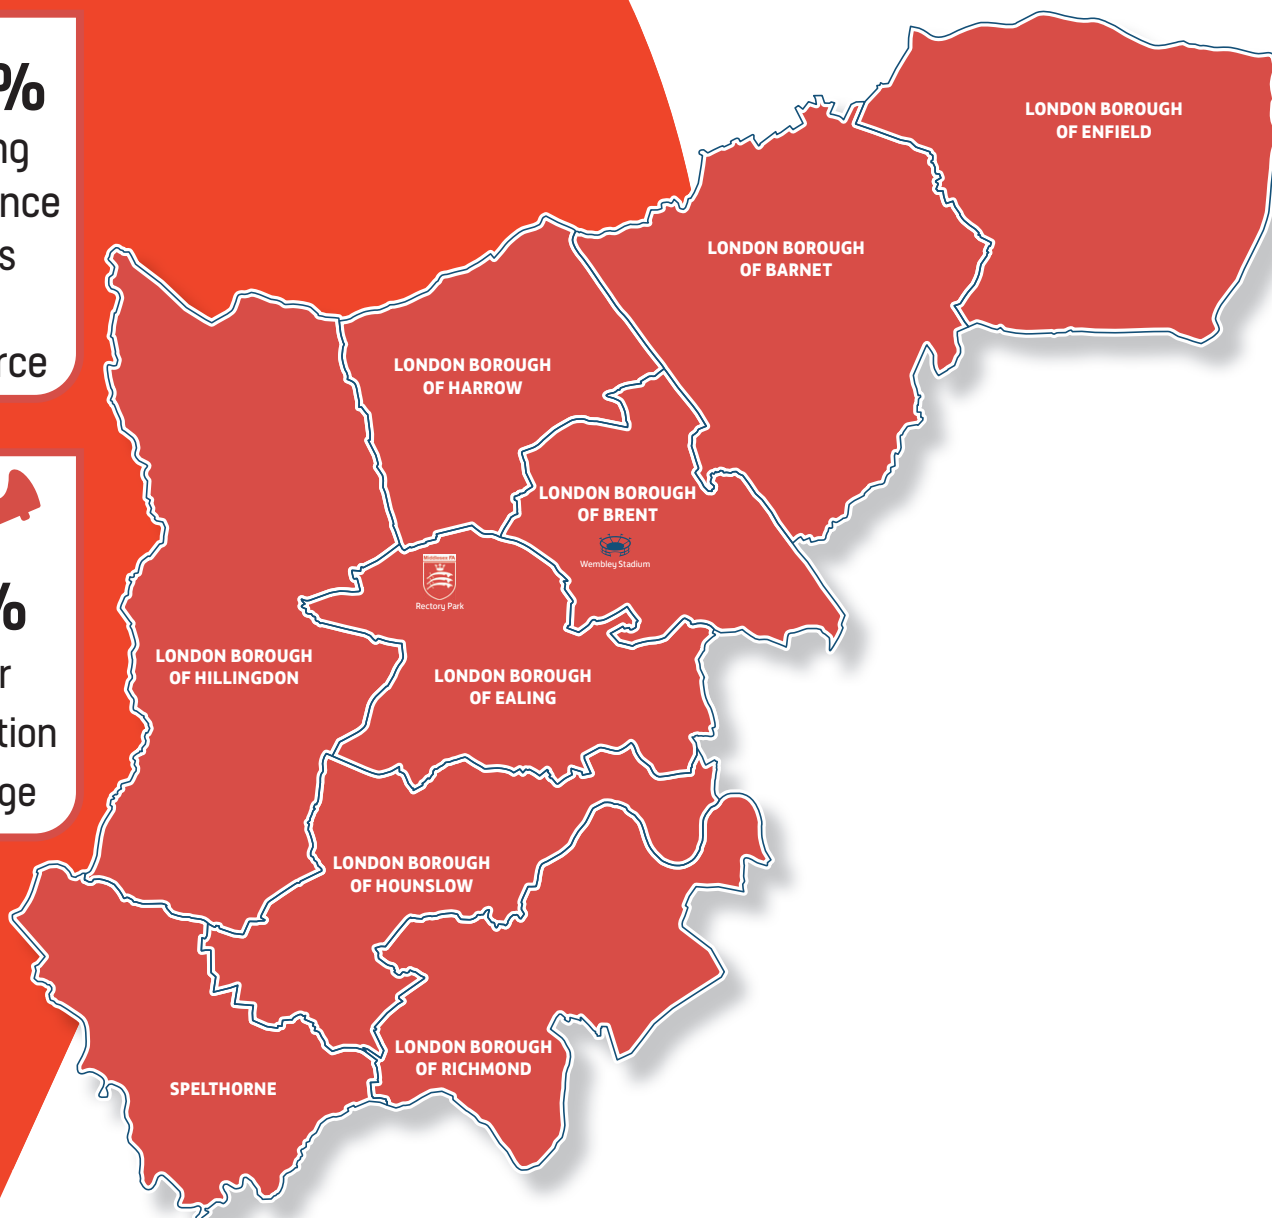 %
ng
nce
s
rce
%
r
tion
ge
LONDON BOROUGH
OF ENFIELD
LONDON BOROUGH
OF BARNET
LONDON BOROUGH
OF HARROW
LONDON BOROUGH
OF BRENT
Wembley Stadium
Middlesex FA
Rectory Park
LONDON BOROUGH
OF HILLINGDON
LONDON BOROUGH
OF EALING
LONDON BOROUGH
OF HOUNSLOW
LONDON BOROUGH
OF RICHMOND
SPELTHORNE